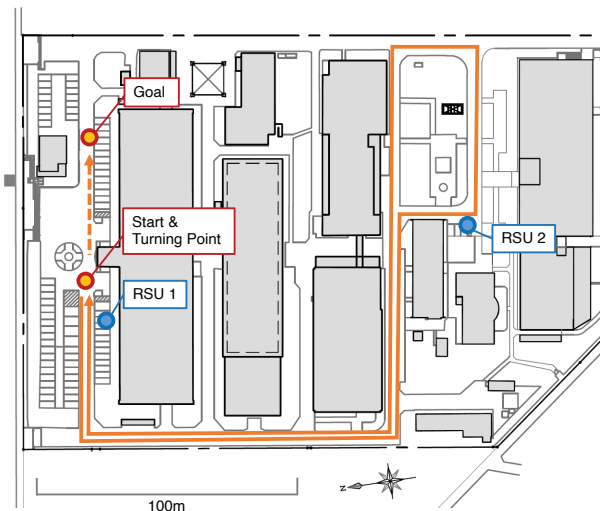 Goal
Start &
Turning Point
RSU 1
RSU 2
100m
N